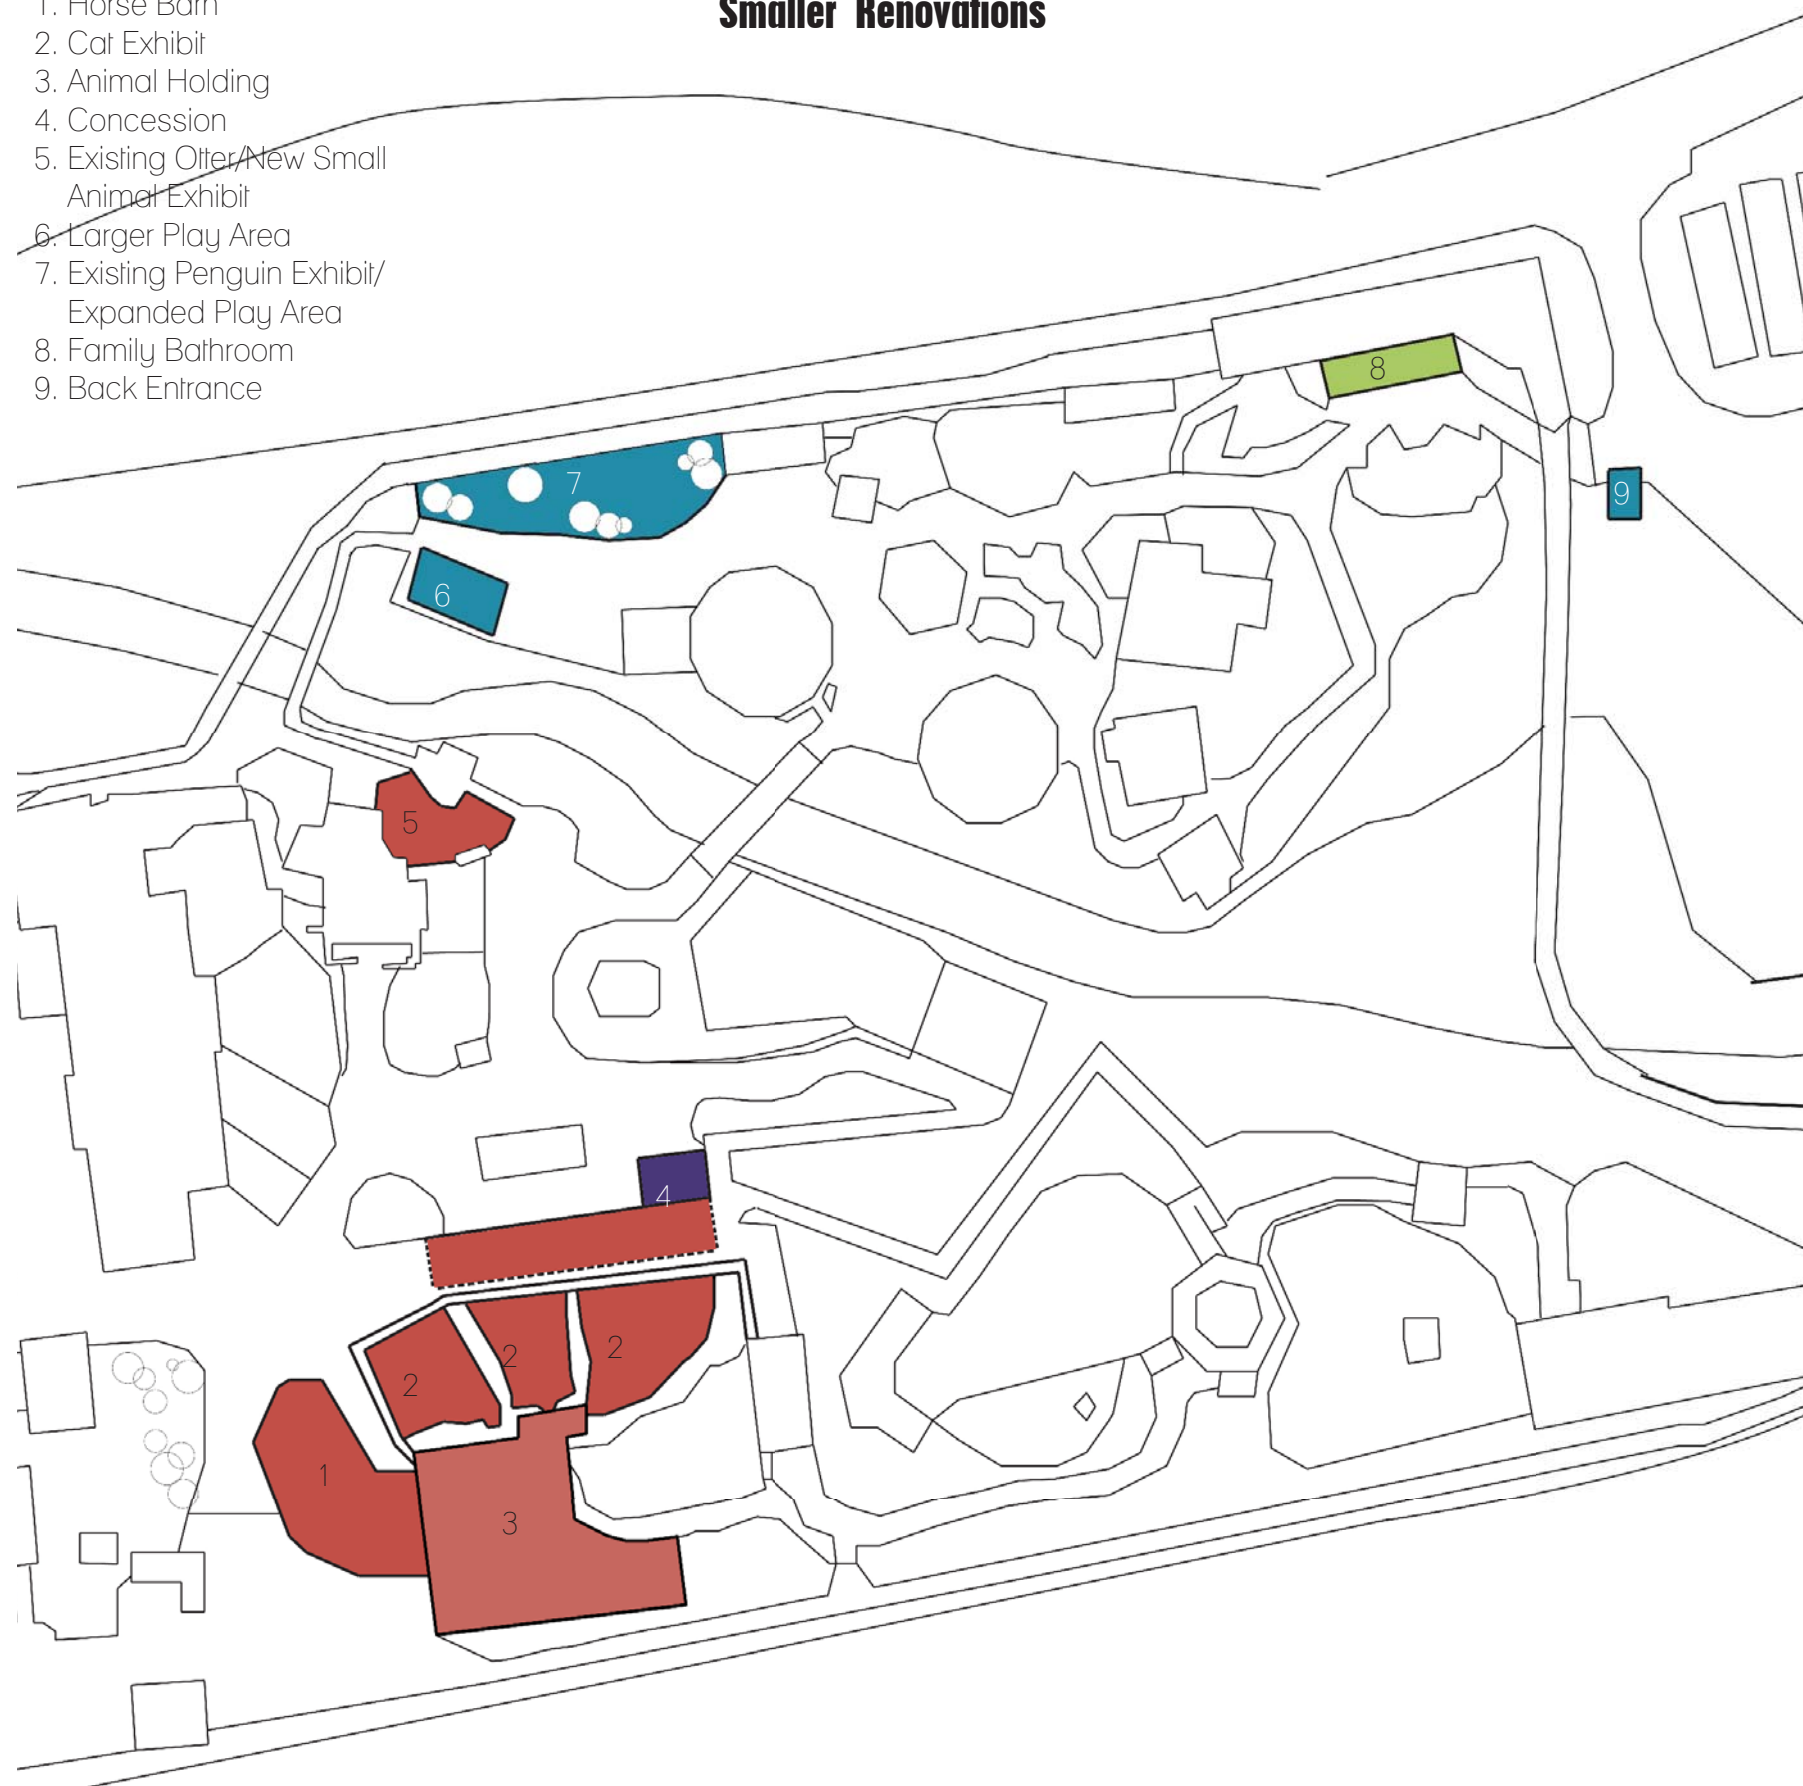 Smaller Renovations
1. Horse Barn
2. Cat Exhibit
3. Animal Holding
4. Concession
5. Existing Otter/New Small
Animal Exhibit
6. Larger Play Area
7. Existing Penguin Exhibit/
Expanded Play Area
8. Family Bathroom
9. Back Entrance
8
7
9
6
5
4
2
2
2
1
3